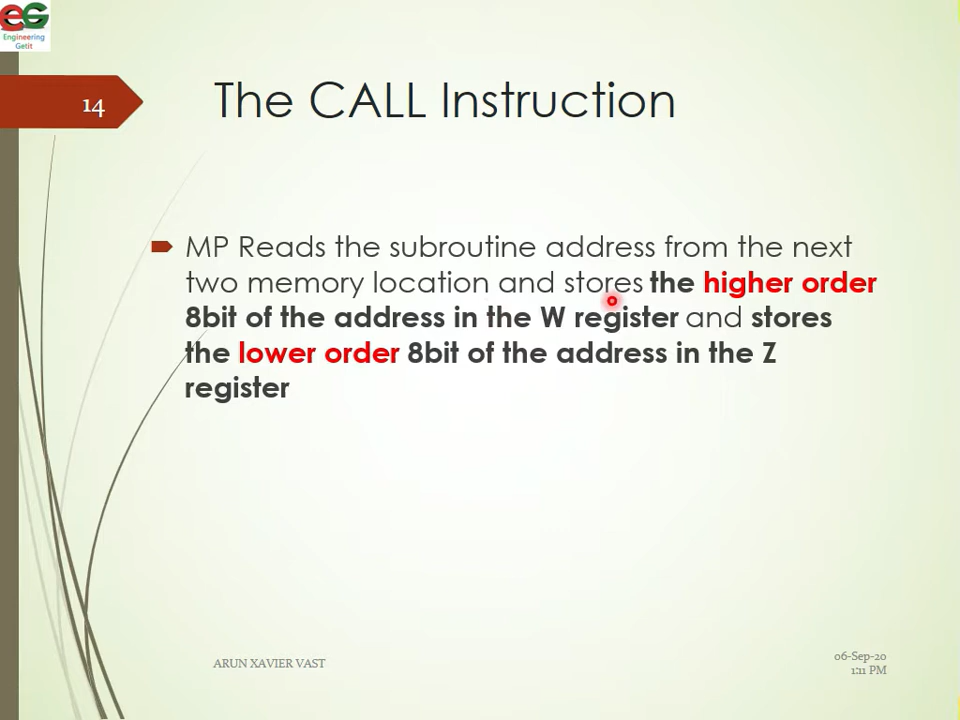 EG
Engineering
Getit
14
The CALL Instruction
MP Reads the subroutine address from the next
two memory location and stores the higher order
8bit of the address in the W register and stores
the lower order 8bit of the address in the Z
register
ARUN XAVIER VAST
06-Sep-20
1:11 PM